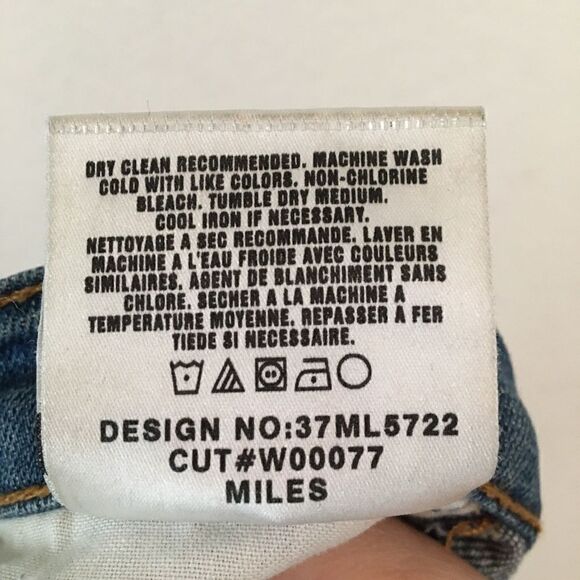 DRY CLEAN RECOMMENDED. MACHINE WASH
COLD WITH LIKE COLORS. NON-CHLORINE
BLEACH. TUMBLE DRY MEDIUM.
COOL IRON IF NECESSARY.
NETTOYAGE A SEC RECOMMANDE. LAVER EN
MACHINE A L'EAU FROIDE AVEC COULEURS
SIMILAIRES. AGENT DE BLANCHIMENT SANS
CHLORE. SECHER A LA MACHINE A
TEMPERATURE MOYENNE. REPASSER A FER
TIEDE SI NECESSAIRE.
DESIGN NO:37ML5722
CUT#W00077
MILES